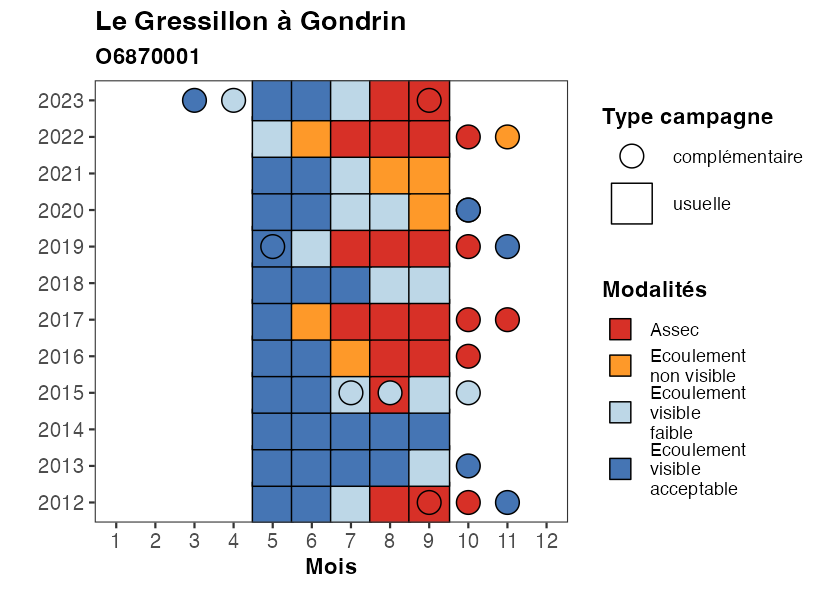 Le Gressillon à Gondrin
O6870001
2023
2022
2021
2020
2019
2018
2017
2016
2015
2014
2013
2012
1 2 3 4 5 6 7 8 9 10 11 12
Mois
Type campagne
complémentaire
usuelle
Modalités
Assec
Ecoulement
non visible
Ecoulement
visible
faible
Ecoulement
visible
acceptable